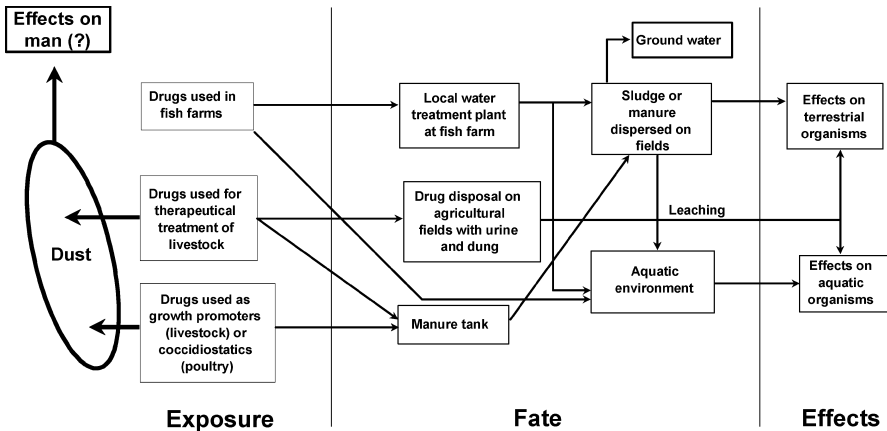 Effects on
man (?)
Ground water
Drugs used in
fish farms
Local water
treatment plant
at fish farm
Sludge or
manure
dispersed on
fields
Effects on
terrestrial
organisms
Drugs used for
therapeutical
treatment of
livestock
Drug disposal on
agricultural
fields with urine
and dung
Leaching
Dust
Aquatic
environment
Effects on
aquatic
organisms
Drugs used as
growth promoters
(livestock) or
coccidiostatics
(poultry)
Manure tank
Exposure
Fate
Effects